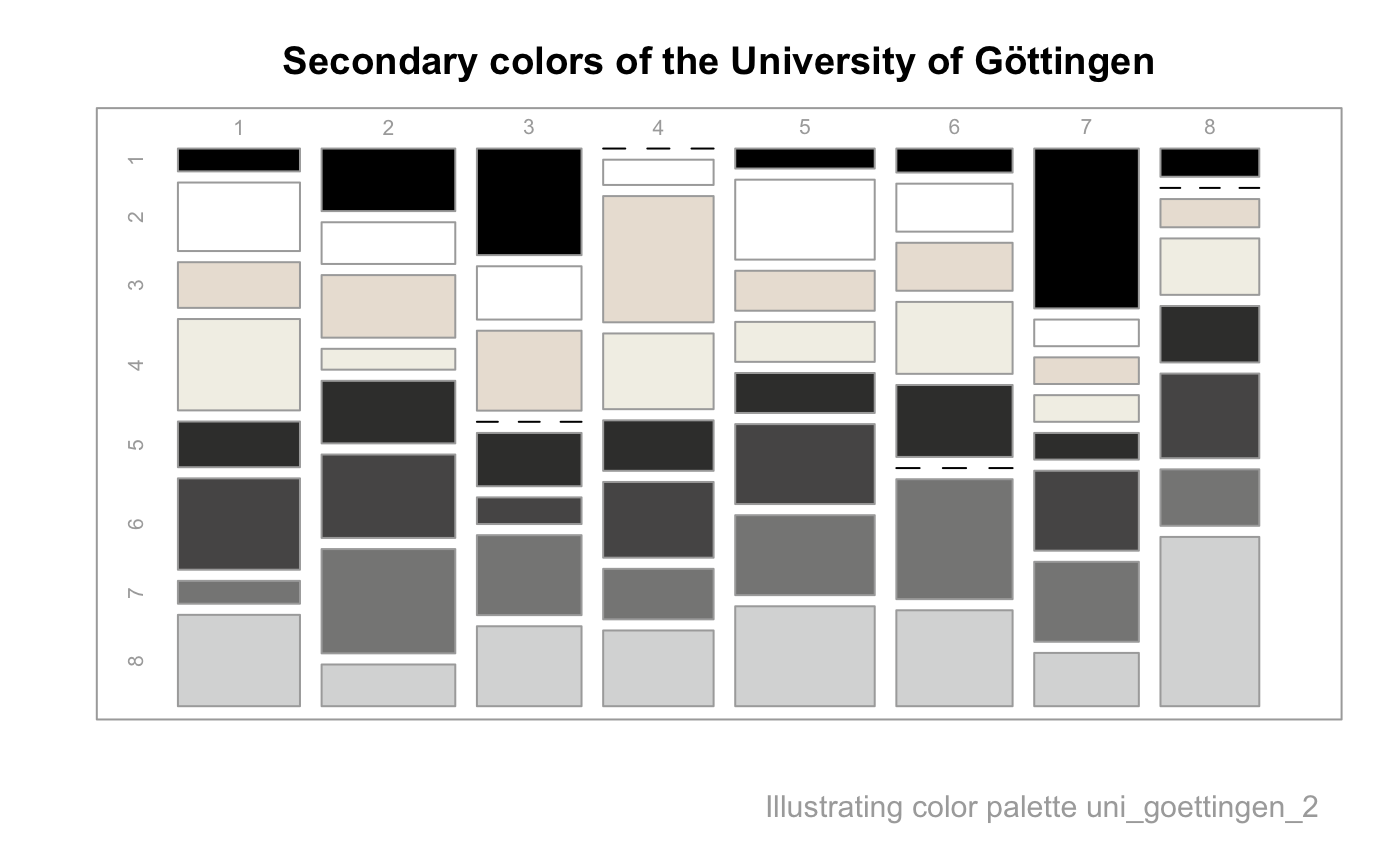 Secondary colors of the University of Göttingen
1 2 3 4 5 6 7 8
1
2
3
4
5
6
7
8
Illustrating color palette uni_goettingen_2